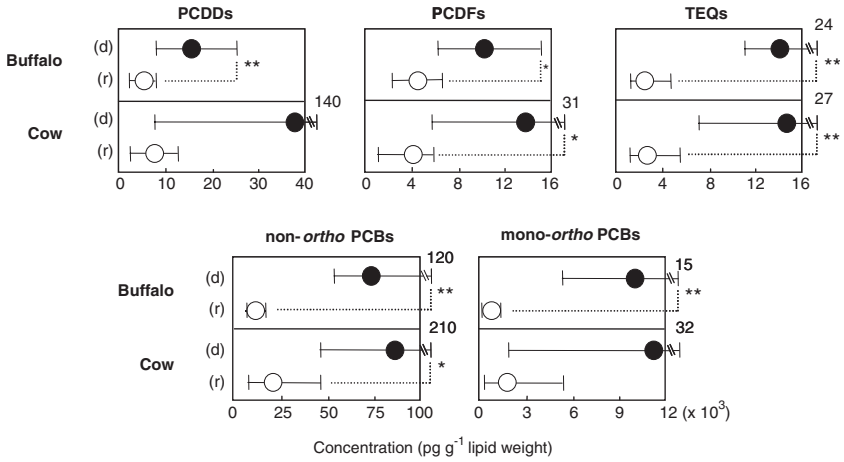 PCDDs PCDFs TEQs
24
Buffalo (d)
** * **
(r)
140 31 27
Cow (d)
* **
(r)
0 10 20 30 40 0 4 8 12 16 0 4 8 12 16
non-ortho PCBs mono-ortho PCBs
120 15
Buffalo (d)
** **
(r)
210 32
Cow (d)
*
(r)
0 25 50 75 100 0 3 6 9 12 (x 10³)
Concentration (pg g⁻¹ lipid weight)